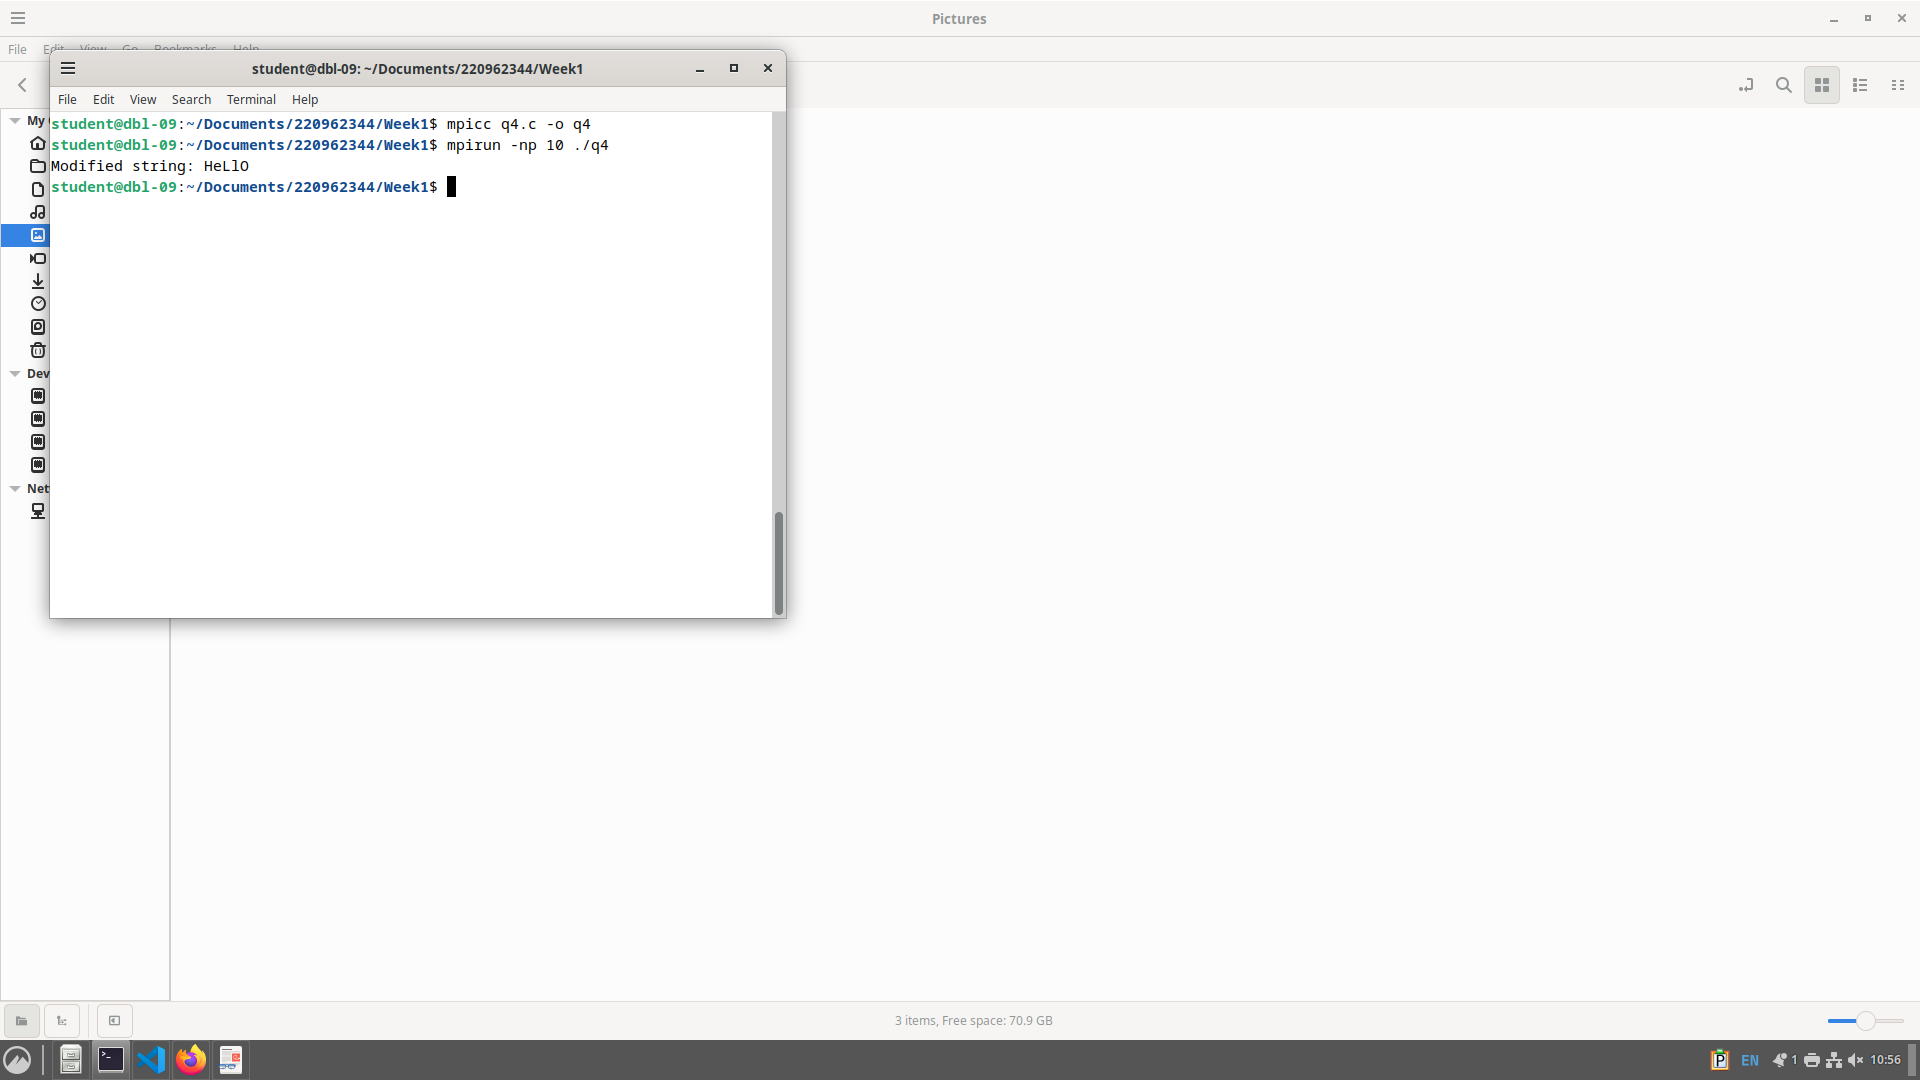 Pictures
File Edit View Go Bookmarks Help
student@dbl-09: ~/Documents/220962344/Week1
File Edit View Search Terminal Help
student@dbl-09:~/Documents/220962344/Week1$ mpicc q4.c -o q4
student@dbl-09:~/Documents/220962344/Week1$ mpirun -np 10 ./q4
Modified string: HeLlO
student@dbl-09:~/Documents/220962344/Week1$
My
Dev
Net
3 items, Free space: 70.9 GB
EN 1 10:56